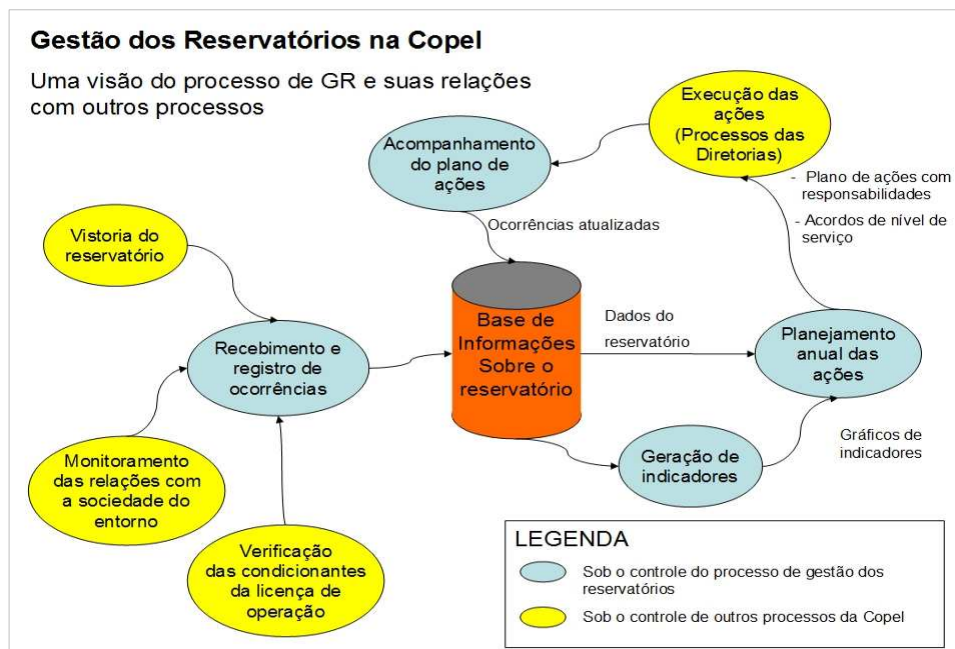 Gestão dos Reservatórios na Copel
Uma visão do processo de GR e suas relações
com outros processos
Execução das
ações
(Processos das
Diretorias)
Acompanhamento
do plano de
ações
- Plano de ações com
responsabilidades
- Acordos de nível de
serviço
Ocorrências atualizadas
Vistoria do
reservatório
Recebimento e
registro de
ocorrências
Base de
Informações
Sobre o
reservatório
Dados do
reservatório
Planejamento
anual das
ações
Monitoramento
das relações com
a sociedade do
entorno
Geração de
indicadores
Gráficos de
indicadores
Verificação
das condicionantes
da licença de
operação
LEGENDA
Sob o controle do processo de gestão dos
reservatórios
Sob o controle de outros processos da Copel